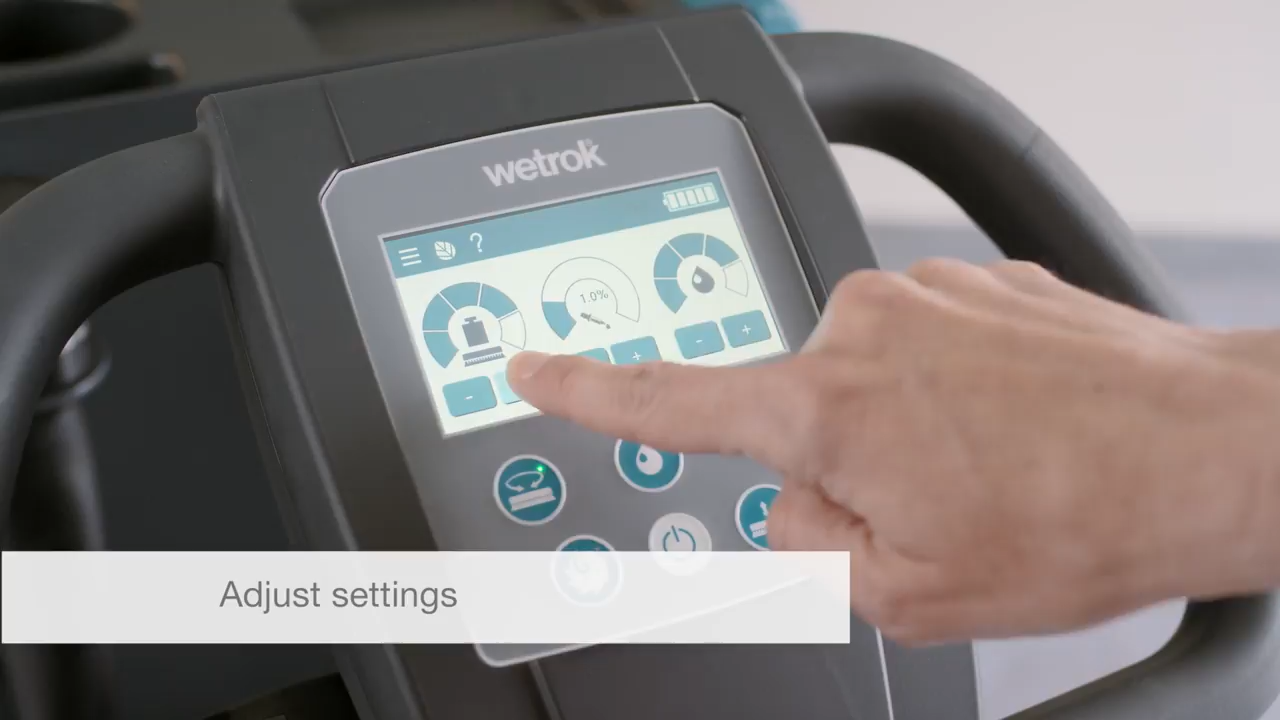 wetrok
?
1.0%
- + - +
-
Adjust settings